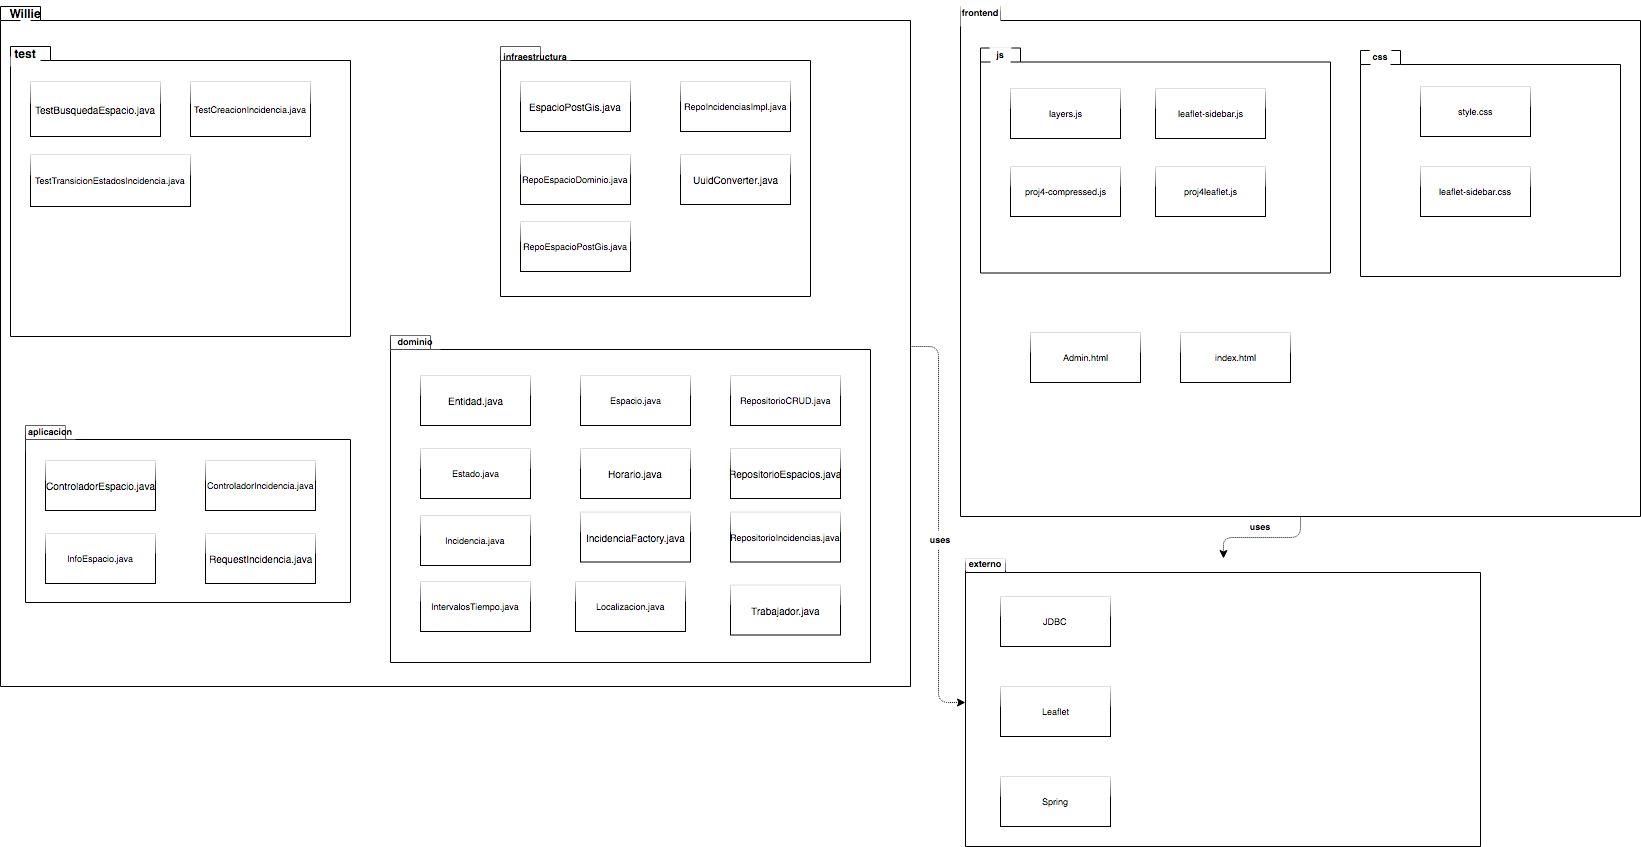 Willie
test
TestBusquedaEspacio.java
TestCreacionIncidencia.java
TestTransicionEstadosIncidencia.java
infraestructura
EspacioPostGis.java
RepoIncidenciasImpl.java
RepoEspacioDominio.java
UuidConverter.java
RepoEspacioPostGis.java
dominio
Entidad.java
Espacio.java
RepositorioCRUD.java
Estado.java
Horario.java
RepositorioEspacios.java
Incidencia.java
IncidenciaFactory.java
RepositorioIncidencias.java
IntervalosTiempo.java
Localizacion.java
Trabajador.java
aplicacion
ControladorEspacio.java
ControladorIncidencia.java
InfoEspacio.java
RequestIncidencia.java
uses
frontend
js
layers.js
leaflet-sidebar.js
proj4-compressed.js
proj4leaflet.js
css
style.css
leaflet-sidebar.css
Admin.html
index.html
uses
externo
JDBC
Leaflet
Spring